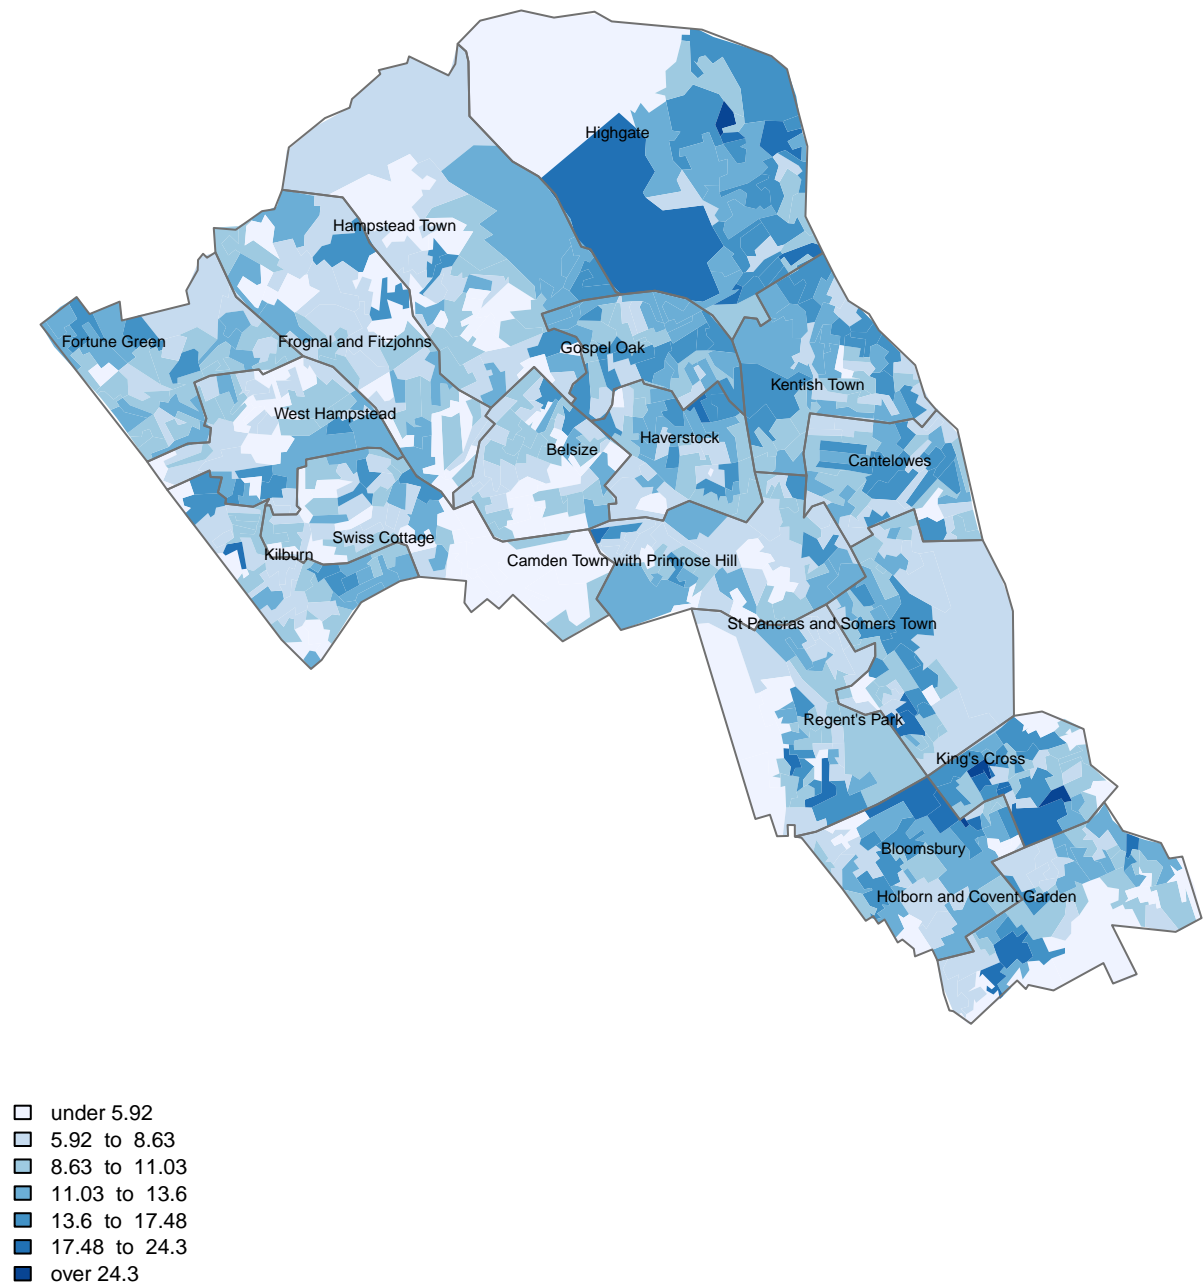 Highgate
Hampstead Town
Fortune Green
Frognal and Fitzjohns
Gospel Oak
Kentish Town
West Hampstead
Haverstock
Belsize
Cantelowes
Swiss Cottage
Kilburn
Camden Town with Primrose Hill
St Pancras and Somers Town
Regent's Park
King's Cross
Bloomsbury
Holborn and Covent Garden
under 5.92
5.92 to 8.63
8.63 to 11.03
11.03 to 13.6
13.6 to 17.48
17.48 to 24.3
over 24.3